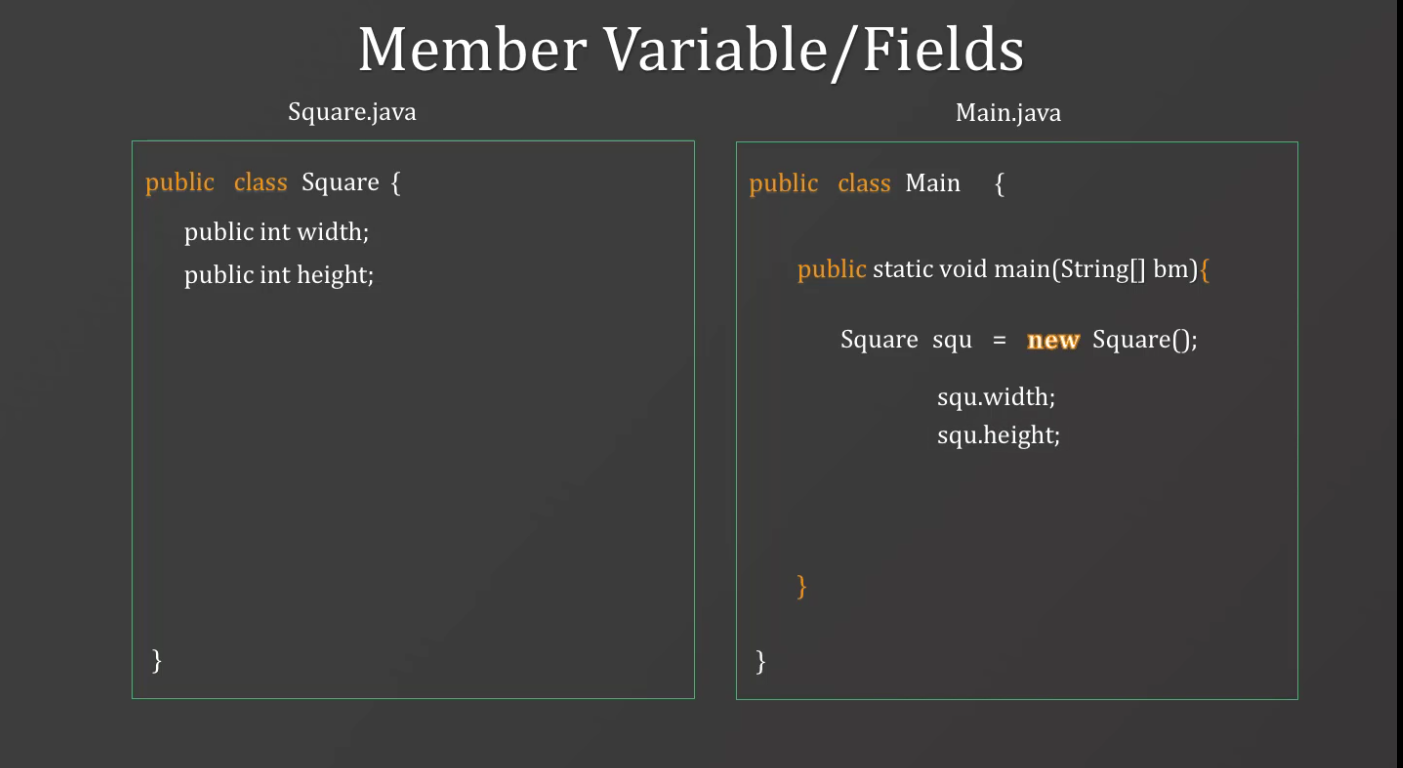 Member Variable/Fields
Square.java
public class Square {
public int width;
public int height;
}
Main.java
public class Main {
public static void main(String[] bm){
Square squ = new Square();
squ.width;
squ.height;
}
}